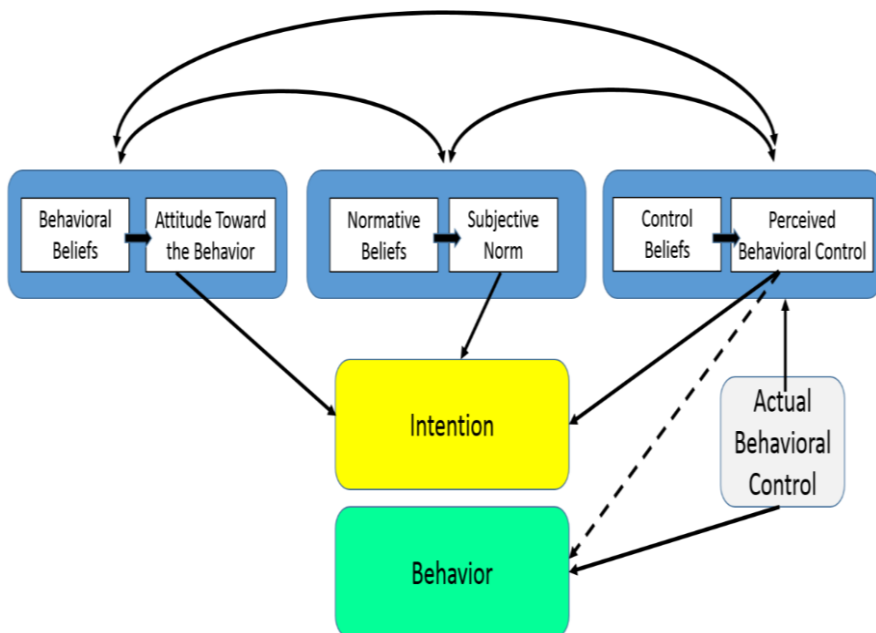 Behavioral
Beliefs
Attitude Toward
the Behavior
Normative
Beliefs
Subjective
Norm
Control
Beliefs
Perceived
Behavioral Control
Intention
Actual
Behavioral
Control
Behavior